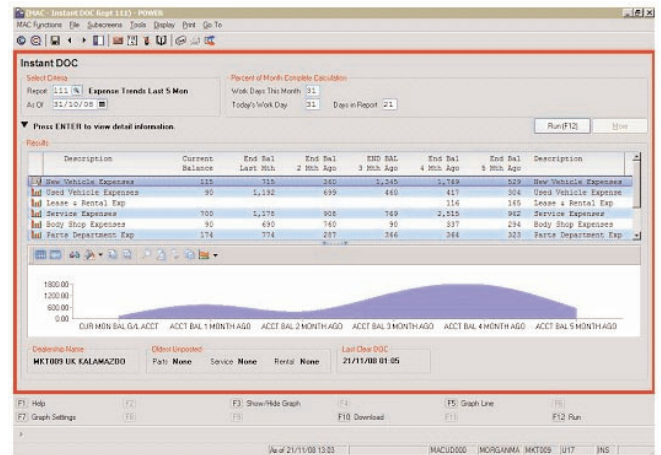 [MAC - Instant DOC Rept 111) - POWER
MAC Functions File Subscreens Tools Display Print Go To
Instant DOC
Select Criteria
Report 111 Expense Trends Last 5 Mon
As Of 31/10/08
Percent of Month Complete Calculation
Work Days This Month 31
Today's Work Day 31 Days in Report 21
Press ENTER to view detail information.
Run(F12) More
Results
Description Current Balance End Bal Last Mth End Bal 2 Mth Ago END BAL 3 Mth Ago End Bal 4 Mth Ago End Bal 5 Mth Ago Description
New Vehicle Expenses 115 715 360 1,345 1,769 529 New Vehicle Expenses
Used Vehicle Expenses 90 1,192 699 460 417 304 Used Vehicle Expense
Lease & Rental Exp 116 165 Lease & Rental Exp
Service Expenses 700 1,178 908 769 2,515 982 Service Expenses
Body Shop Expenses 90 690 760 90 337 294 Body Shop Expenses
Parts Department Exp 174 774 287 366 364 323 Parts Department Exp
1800.00
1200.00
600.00
0.00
CUR MON BAL G/L ACCT ACCT BAL 1 MONTH AGO ACCT BAL 2 MONTH AGO ACCT BAL 3 MONTH AGO ACCT BAL 4 MONTH AGO ACCT BAL 5 MONTH AGO
Dealership Name
MKT009 UK KALAMAZOO
Oldest Unposted
Parts None Service None Rental None
Last Clear DOC
21/11/08 01:05
F1 Help F2 F3 Show/Hide Graph F4 F5 Graph Line F6
F7 Graph Settings F8 F9 F10 Download F11 F12 Run
As of 21/11/08 13:03 MACUD000 MORGANMA MKT009 U17 INS